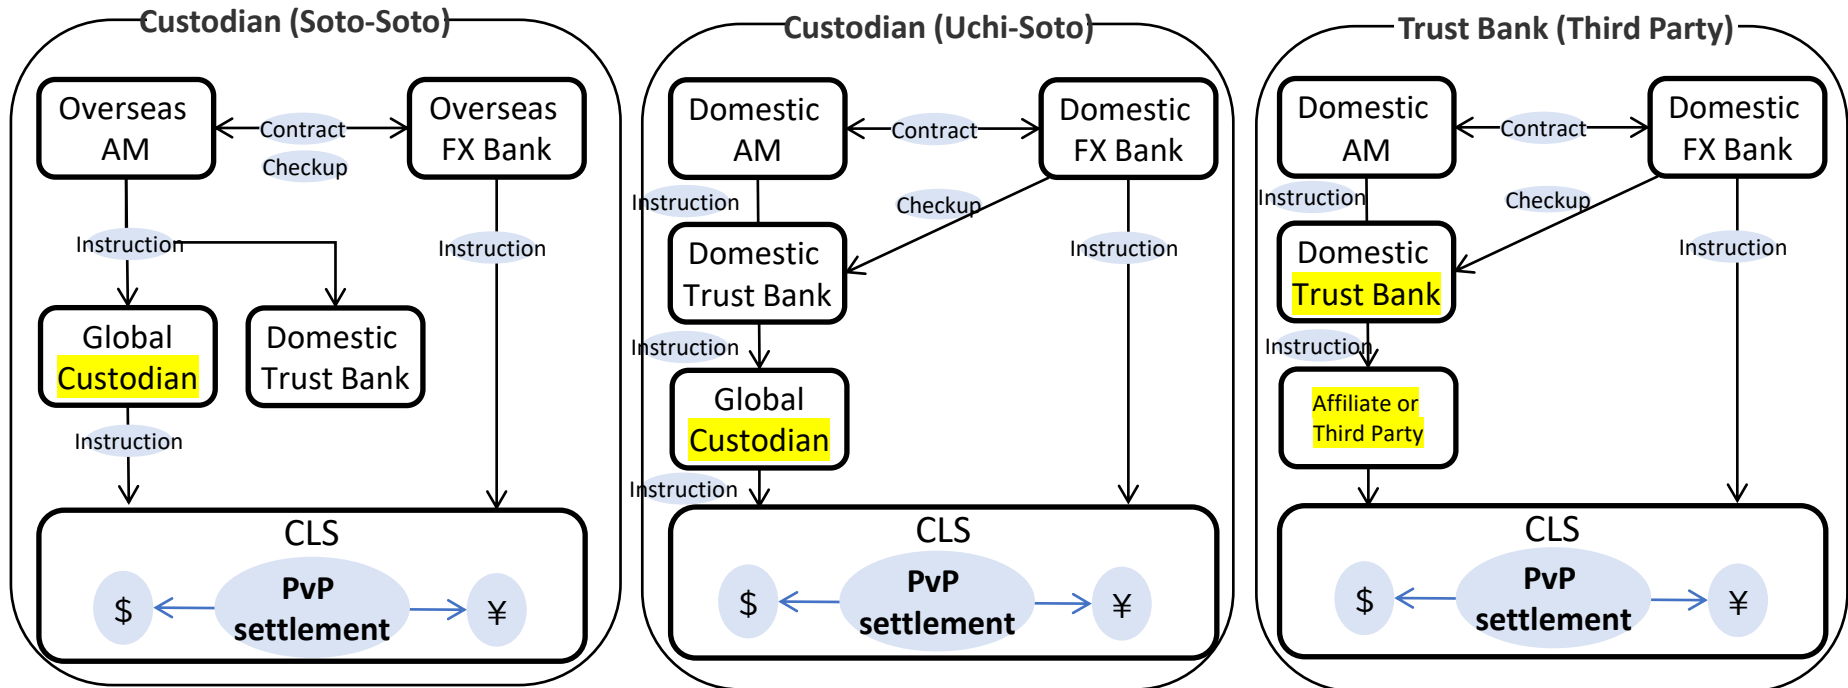 Custodian (Soto-Soto)
Overseas
AM
Contract
Checkup
Overseas
FX Bank
Instruction
Instruction
Global
Custodian
Domestic
Trust Bank
Instruction
CLS
$
PvP
settlement
¥
Custodian (Uchi-Soto)
Domestic
AM
Contract
Domestic
FX Bank
Instruction
Checkup
Domestic
Trust Bank
Instruction
Instruction
Global
Custodian
Instruction
CLS
$
PvP
settlement
¥
Trust Bank (Third Party)
Domestic
AM
Contract
Domestic
FX Bank
Instruction
Checkup
Domestic
Trust Bank
Instruction
Instruction
Affiliate or
Third Party
CLS
$
PvP
settlement
¥